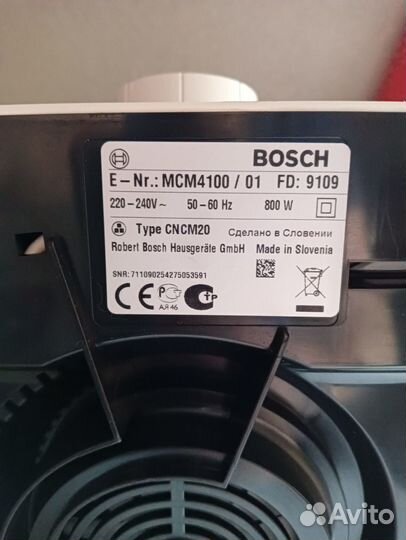 BOSCH
E-Nr.: MCM4100 / 01 FD: 9109
220-240V~ 50-60 Hz 800 W
Type CNCM20 Сделано в Словении
Robert Bosch Hausgeräte GmbH Made in Slovenia
SNR: 711090254275053591
CE
АЯ 46
Avito